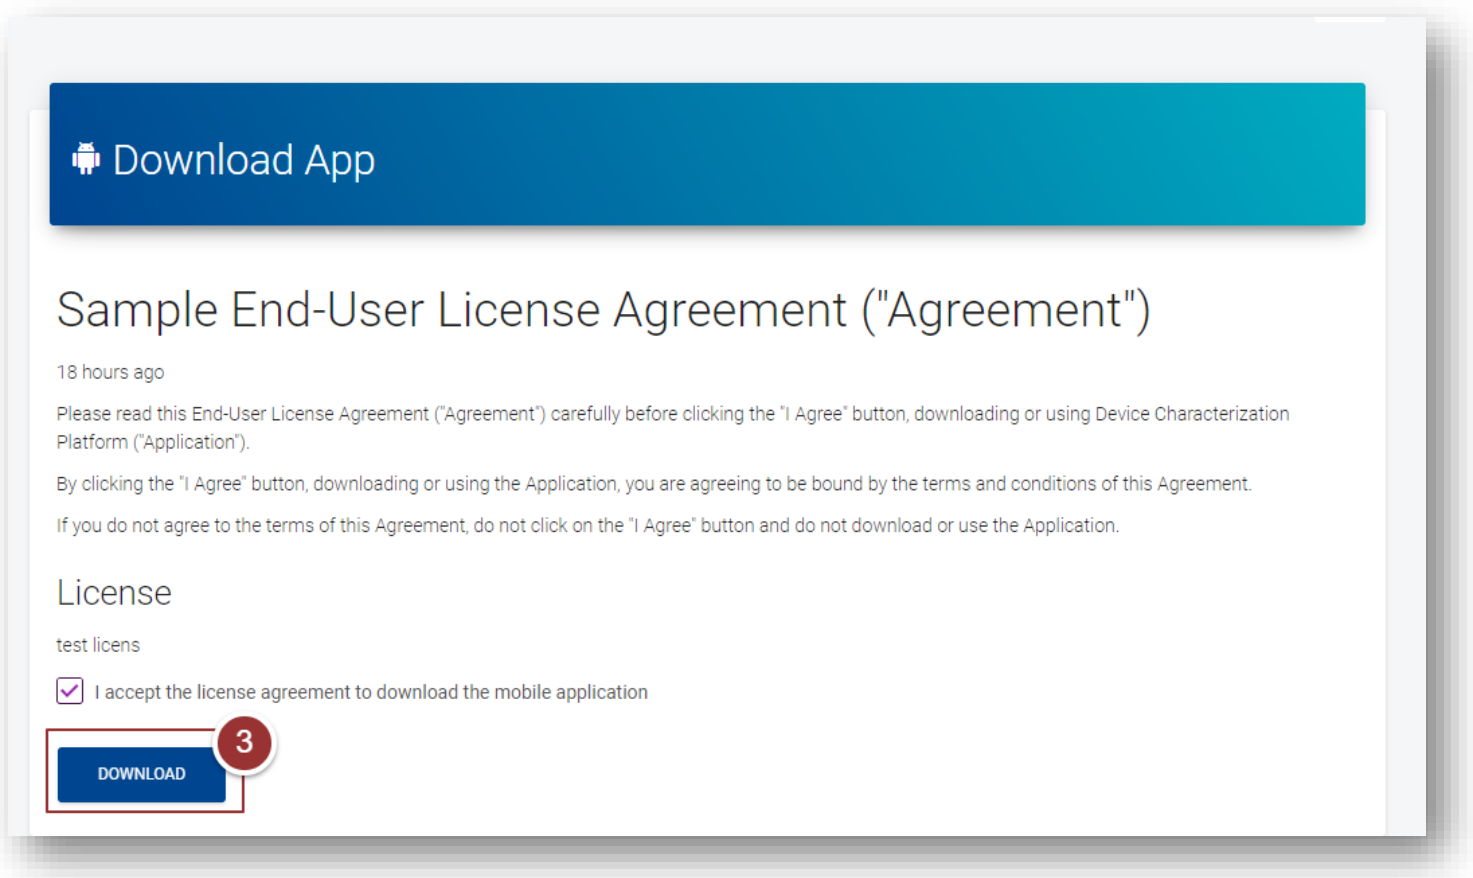 Download App
Sample End-User License Agreement ("Agreement")
18 hours ago
Please read this End-User License Agreement ("Agreement") carefully before clicking the "I Agree" button, downloading or using Device Characterization
Platform ("Application").
By clicking the "I Agree" button, downloading or using the Application, you are agreeing to be bound by the terms and conditions of this Agreement.
If you do not agree to the terms of this Agreement, do not click on the "I Agree" button and do not download or use the Application.
License
test licens
I accept the license agreement to download the mobile application
3
DOWNLOAD